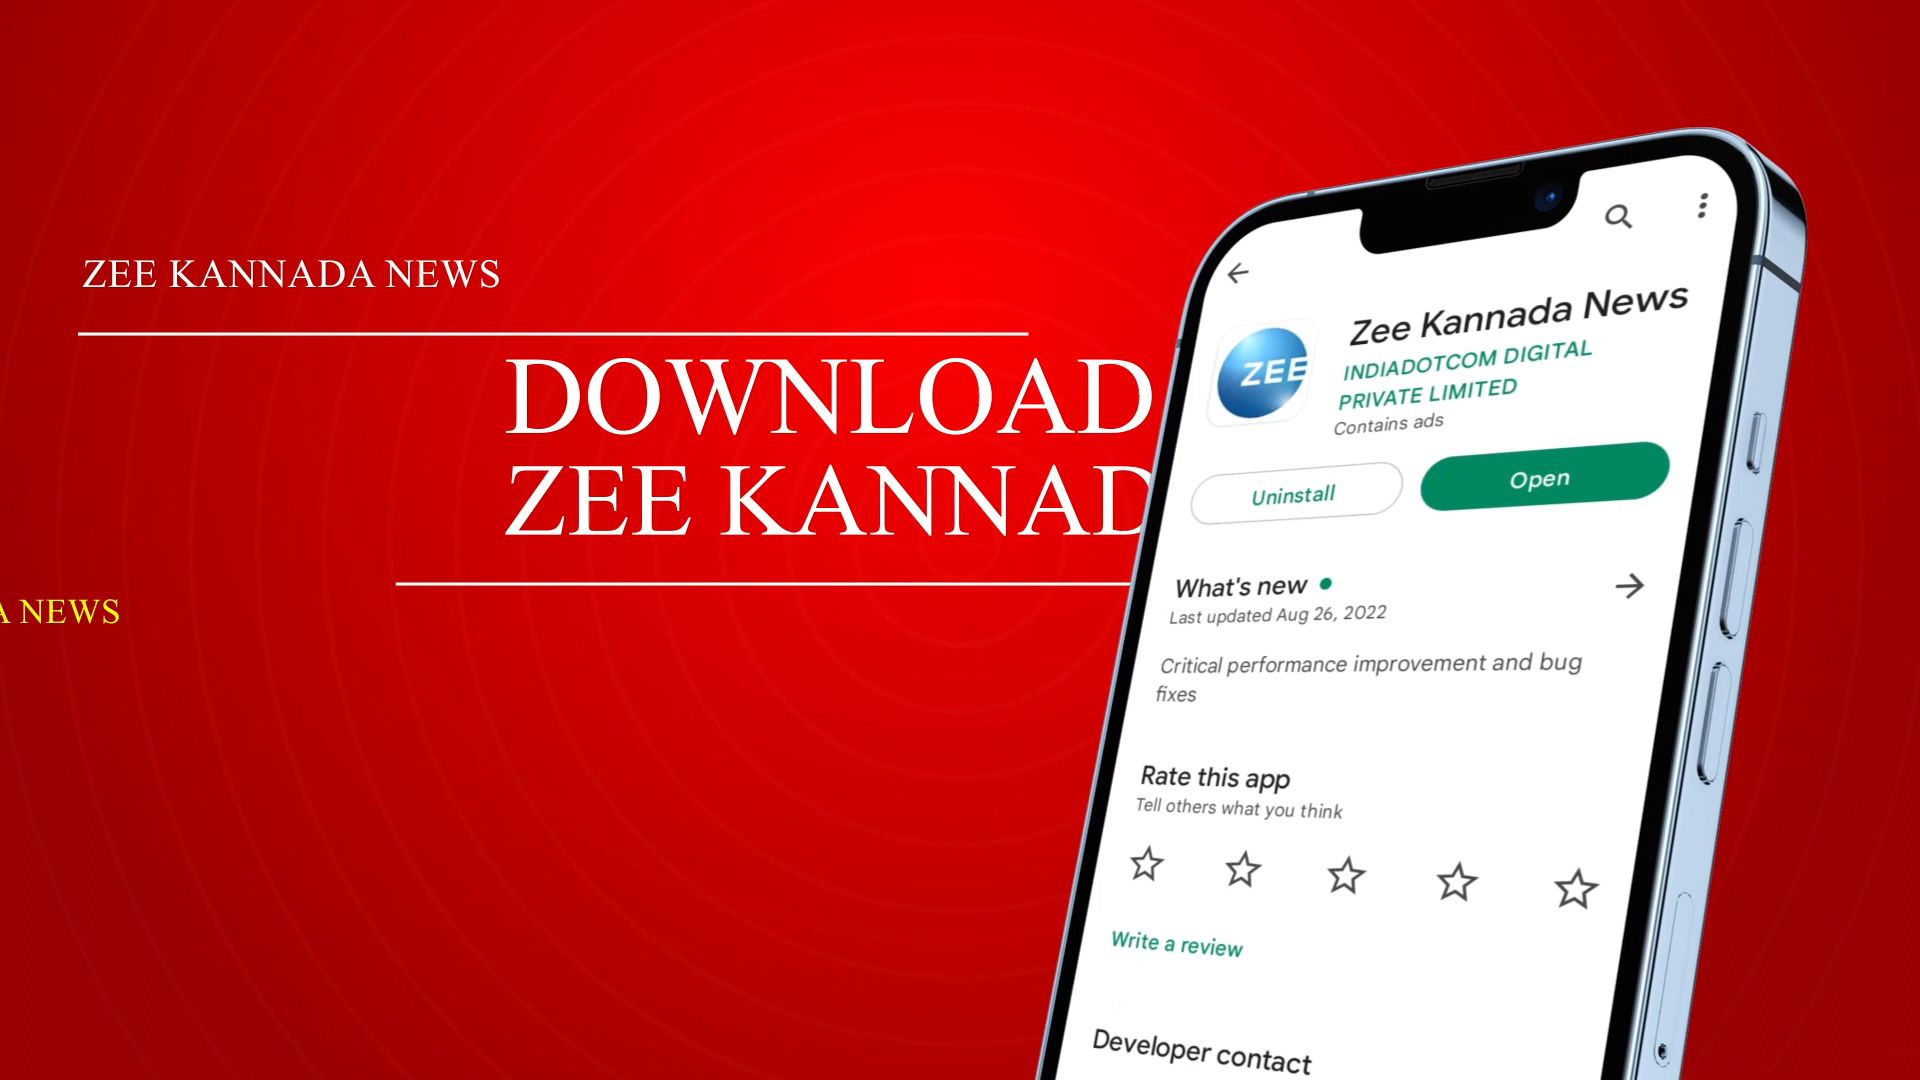 ZEE KANNADA NEWS
DOWNLOAD
ZEE KANNAD
A NEWS
Zee Kannada News
ZEE
INDIADOTCOM DIGITAL
PRIVATE LIMITED
Contains ads
Uninstall
Open
What's new
Last updated Aug 26, 2022
Critical performance improvement and bug
fixes
Rate this app
Tell others what you think
Write a review
Developer contact